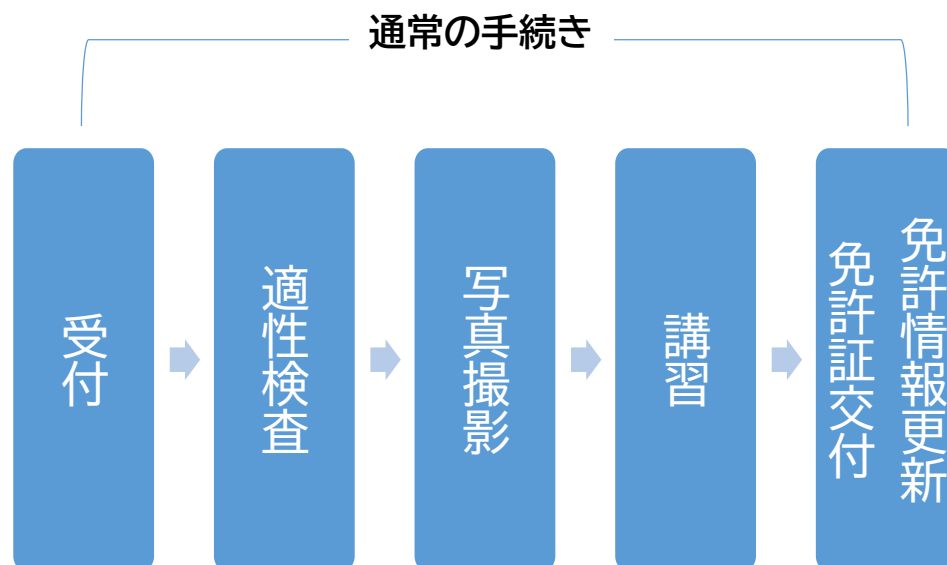 通常の手続き
受付
適性検査
写真撮影
講習
免許情報更新
免許証交付